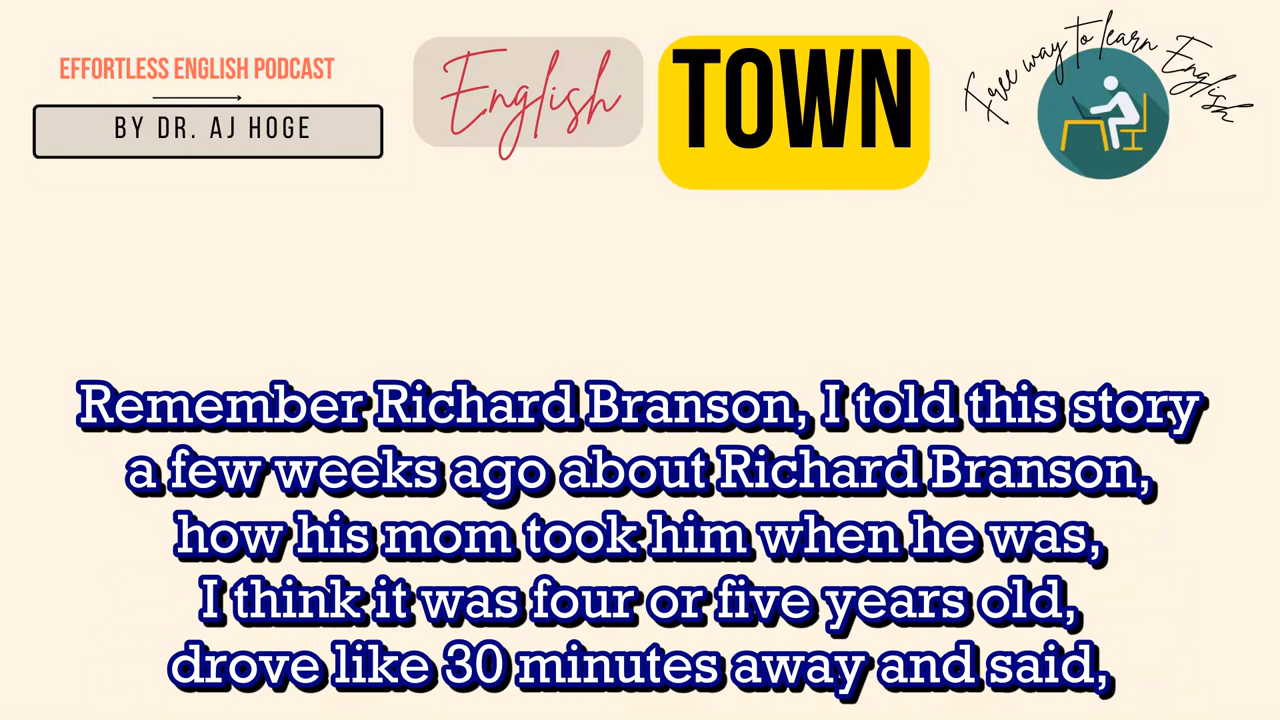 EFFORTLESS ENGLISH PODCAST
BY DR. AJ HOGE
English
TOWN
Free way to learn English
Remember Richard Branson, I told this story
a few weeks ago about Richard Branson,
how his mom took him when he was,
I think it was four or five years old,
drove like 30 minutes away and said,